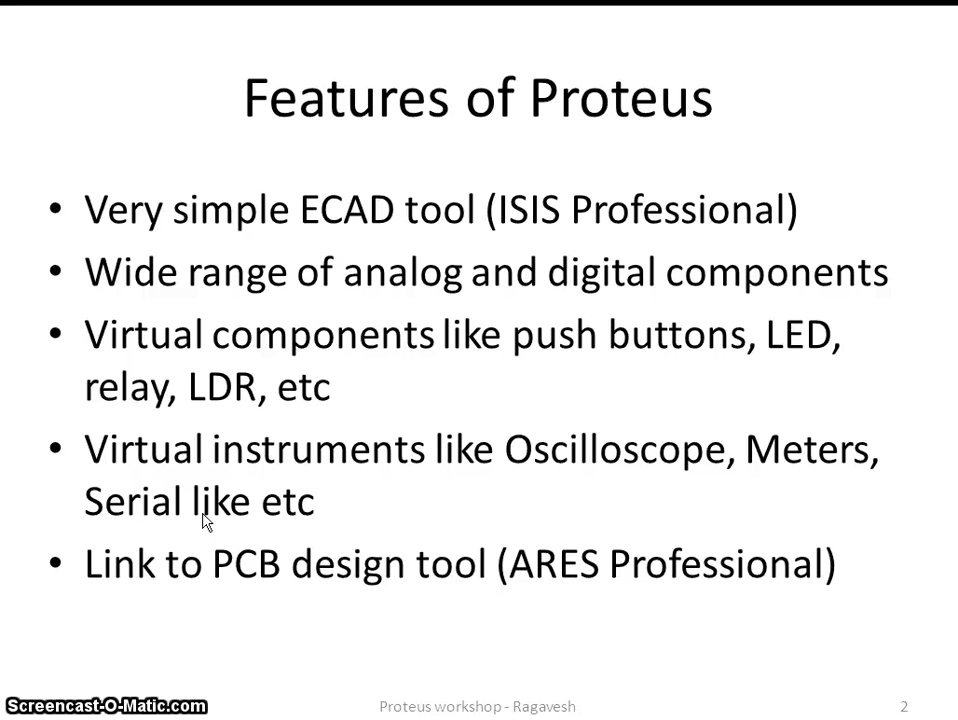 Features of Proteus
• Very simple ECAD tool (ISIS Professional)
• Wide range of analog and digital components
• Virtual components like push buttons, LED,
relay, LDR, etc
• Virtual instruments like Oscilloscope, Meters,
Serial like etc
• Link to PCB design tool (ARES Professional)
Screencast-O-Matic.com
Proteus workshop - Ragavesh
2